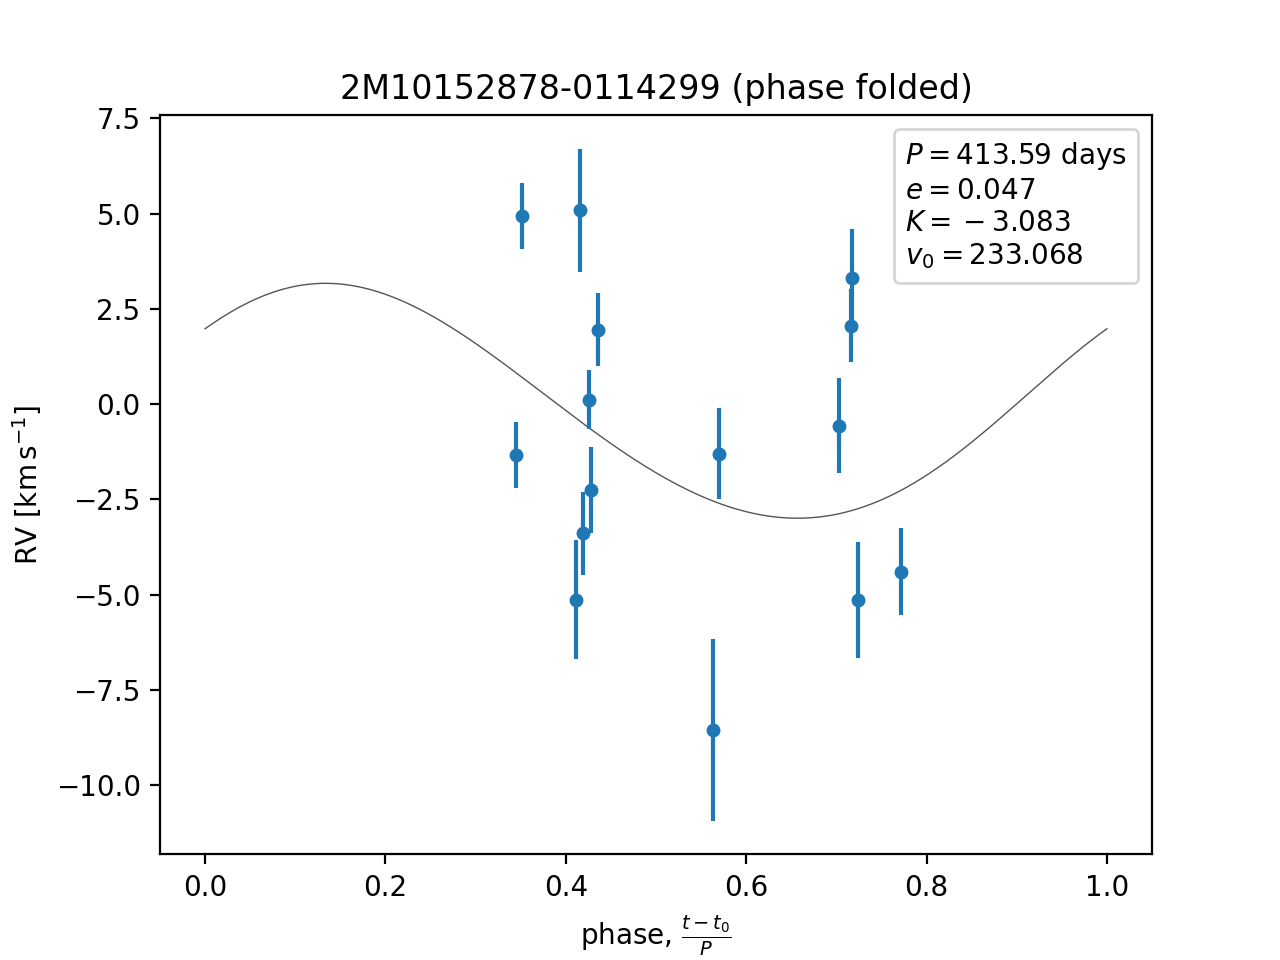 2M10152878-0114299 (phase folded)
7.5
5.0
2.5
0.0
−2.5
−5.0
−7.5
−10.0
RV [km s⁻¹]
P = 413.59 days
e = 0.047
K = −3.083
v₀ = 233.068
0.0 0.2 0.4 0.6 0.8 1.0
phase, (t − t₀)/P